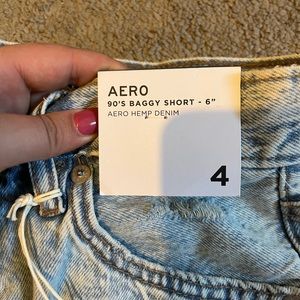 AERO
90'S BAGGY SHORT - 6"
AERO HEMP DENIM
4